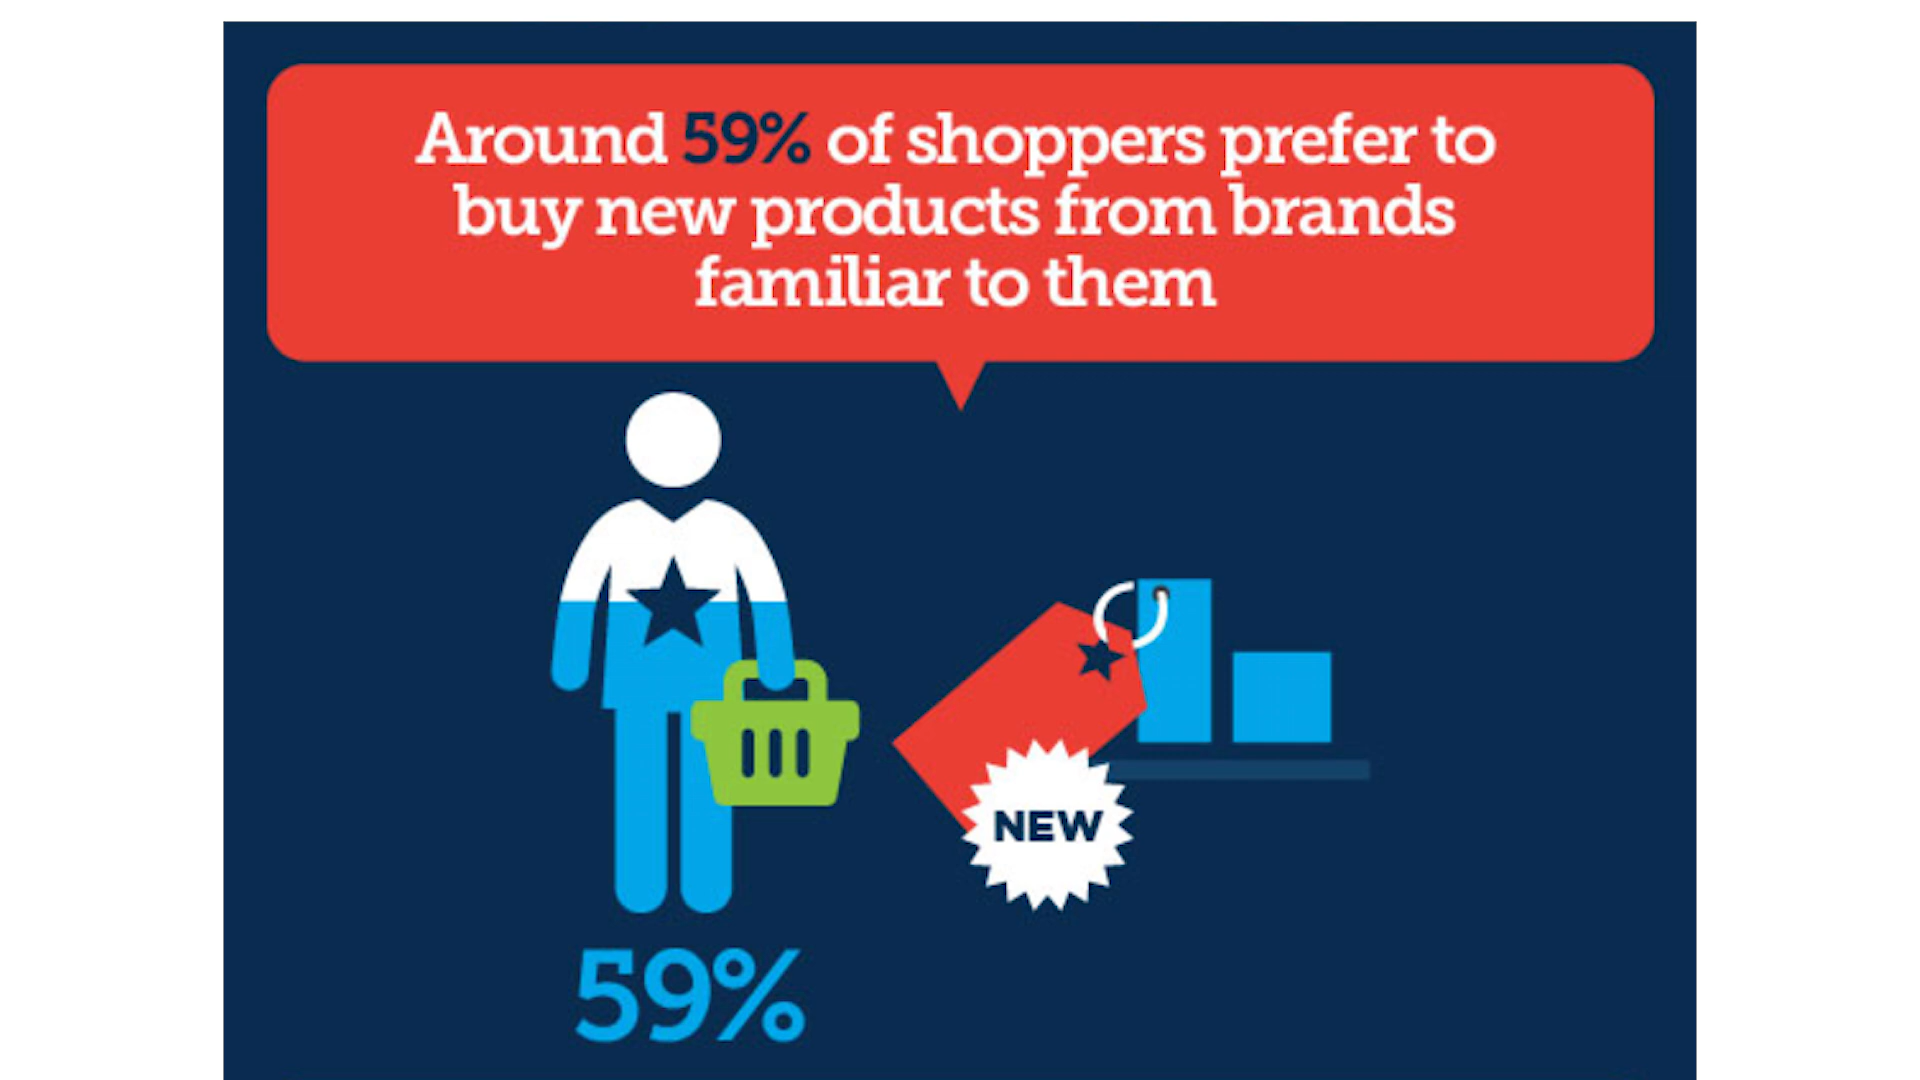 Around 59% of shoppers prefer to
buy new products from brands
familiar to them
NEW
59%